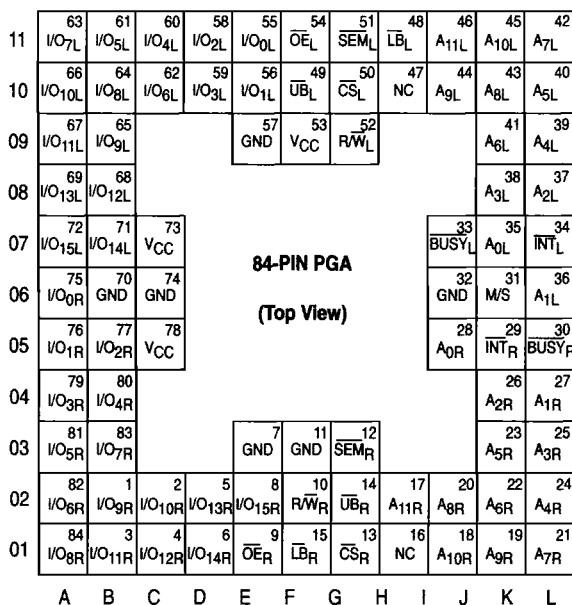 63 61 60 58 55 54 51 48 46 45 42
11 I/O7L I/O5L I/O4L I/O2L I/O0L OEL SEML LBL A11L A10L A7L
66 64 62 59 56 49 50 47 44 43 40
10 I/O10L I/O8L I/O6L I/O3L I/O1L UBL CSL NC A9L A8L A5L
67 65 57 53 52 41 39
09 I/O11L I/O9L GND VCC R/WL A6L A4L
69 68 38 37
08 I/O13L I/O12L A3L A2L
72 71 73 33 35 34
07 I/O15L I/O14L VCC BUSYL A0L INTL
84-PIN PGA
75 70 74 32 31 36
06 I/O0R GND GND GND M/S A1L
(Top View)
76 77 78 28 29 30
05 I/O1R I/O2R VCC A0R INTR BUSYR
79 80 26 27
04 I/O3R I/O4R A2R A1R
81 83 7 11 12 23 25
03 I/O5R I/O7R GND GND SEMR A5R A3R
82 1 2 5 8 10 14 17 20 22 24
02 I/O6R I/O9R I/O10R I/O13R I/O15R R/WR UBR A11R A8R A6R A4R
84 3 4 6 9 15 13 16 18 19 21
01 I/O8R I/O11R I/O12R I/O14R OER LBR CSR NC A10R A9R A7R
A B C D E F G H I J K L